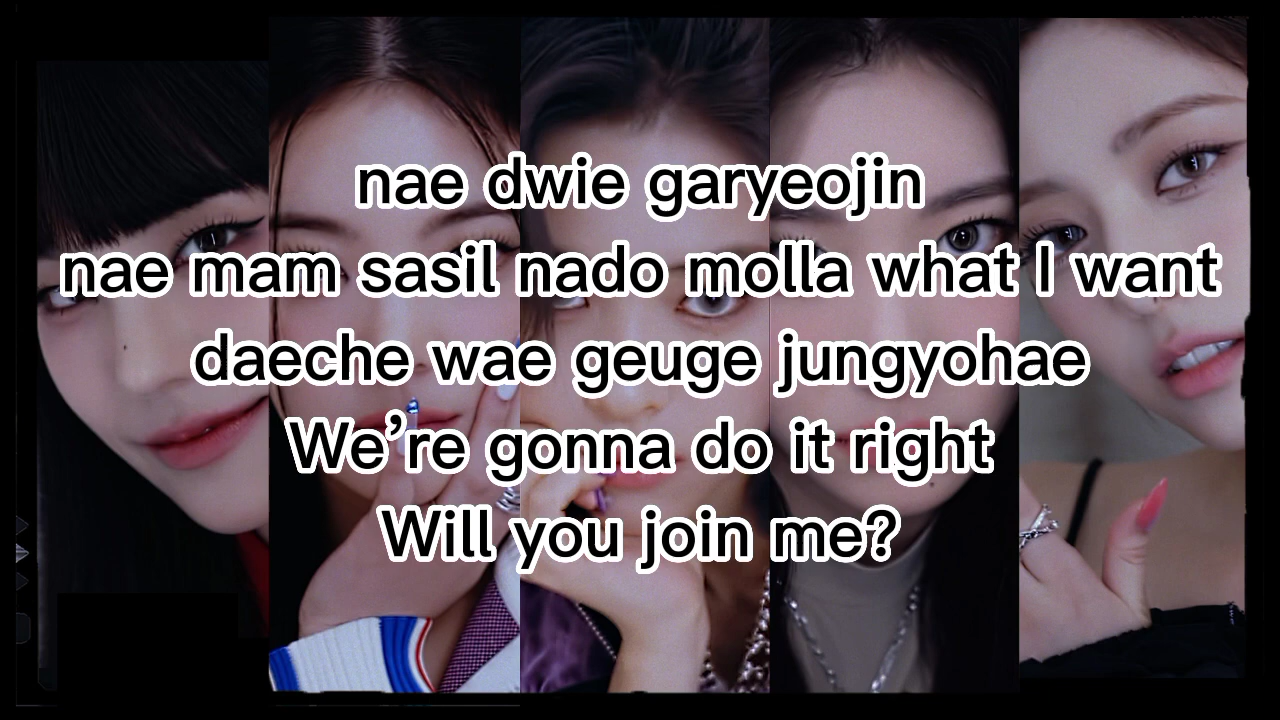 nae dwie garyeojin
nae mam sasil nado molla what I want
daeche wae geuge jungyohae
We’re gonna do it right
Will you join me?